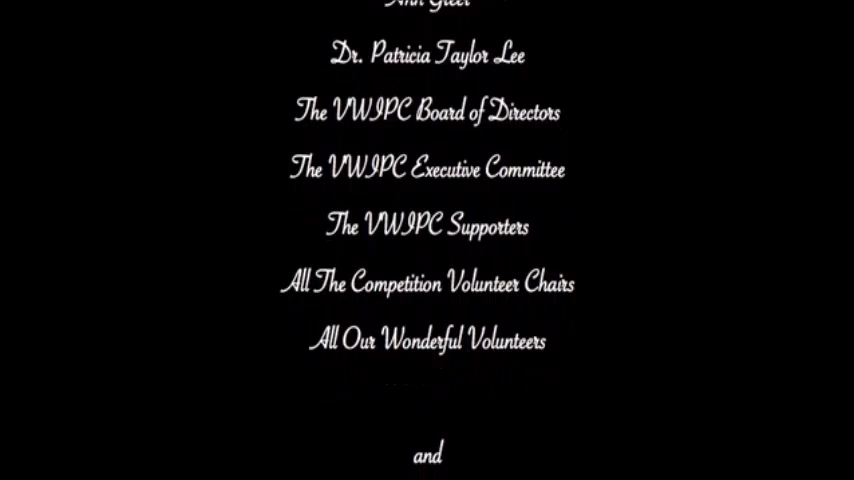 Dr. Patricia Taylor Lee
The VWIPC Board of Directors
The VWIPC Executive Committee
The VWIPC Supporters
All The Competition Volunteer Chairs
All Our Wonderful Volunteers
and